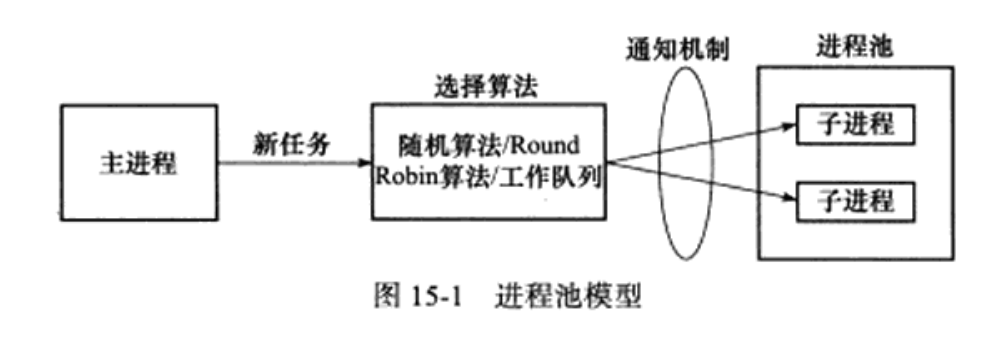 通知机制
进程池
选择算法
主进程
新任务
随机算法/Round
Robin算法/工作队列
子进程
子进程
图 15-1 进程池模型